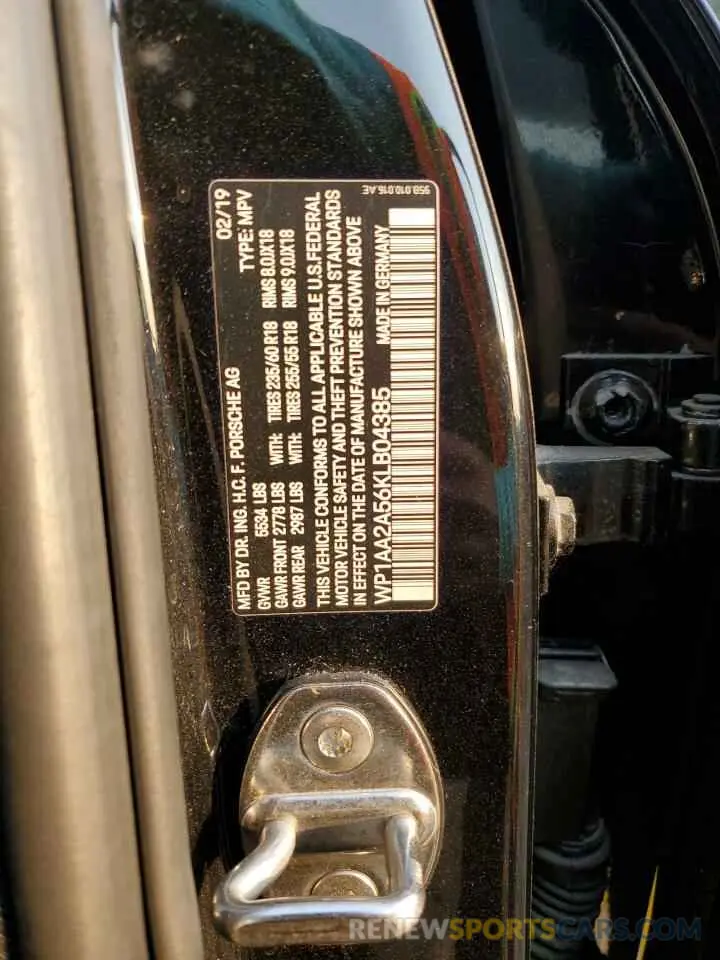 MFD BY DR. ING. H.C. F. PORSCHE AG 02/19
GVWR 5534 LBS TYPE: MPV
GAWR FRONT 2778 LBS WITH: TIRES 235/60 R18 RIMS 8.0JX18
GAWR REAR 2987 LBS WITH: TIRES 255/55 R18 RIMS 9.0JX18
THIS VEHICLE CONFORMS TO ALL APPLICABLE U.S. FEDERAL
MOTOR VEHICLE SAFETY AND THEFT PREVENTION STANDARDS
IN EFFECT ON THE DATE OF MANUFACTURE SHOWN ABOVE
WP1AA2A56KLB04385 MADE IN GERMANY
95B.010.016.AE
RENEWSPORTSCARS.COM